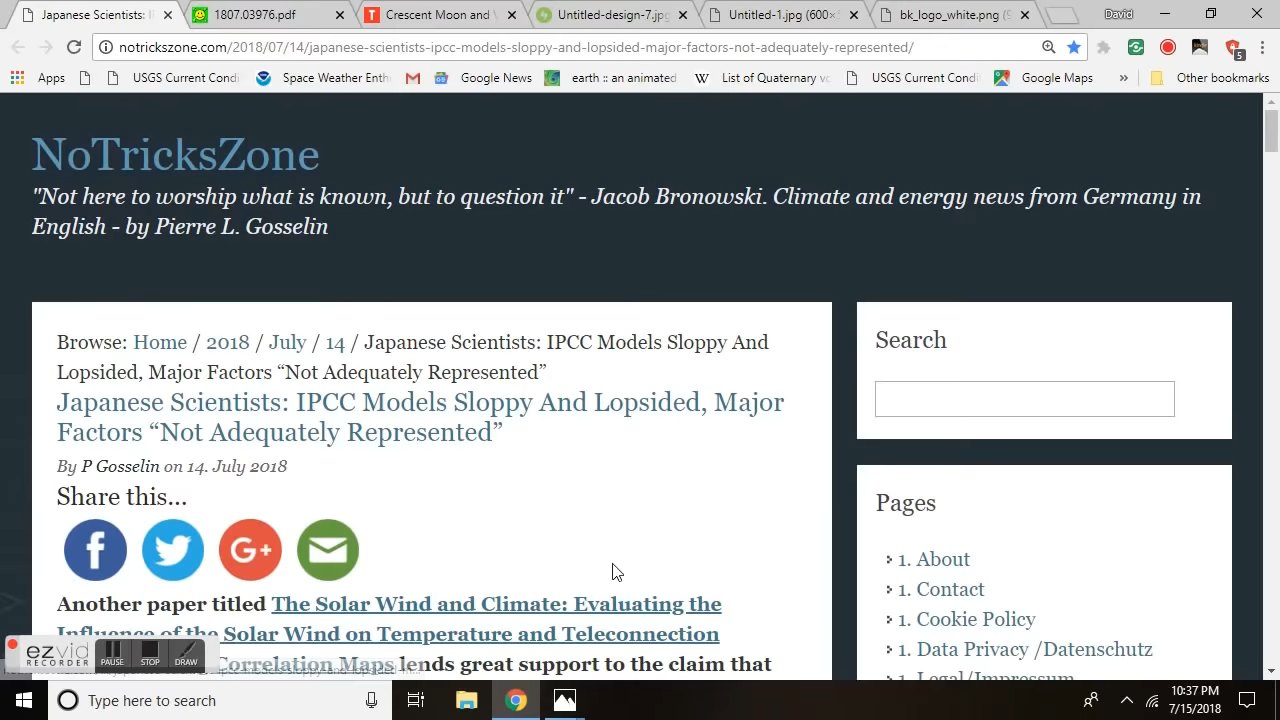 Japanese Scientists: I
1807.03976.pdf
Crescent Moon and
Untitled-design-7.jp
Untitled-1.jpg (600×
bk_logo_white.png (
David
notrickszone.com/2018/07/14/japanese-scientists-ipcc-models-sloppy-and-lopsided-major-factors-not-adequately-represented/
5
Apps
USGS Current Condi
Space Weather Enth
Google News
earth :: an animated
List of Quaternary vo
USGS Current Condi
Google Maps
»
Other bookmarks
NoTricksZone
"Not here to worship what is known, but to question it" - Jacob Bronowski. Climate and energy news from Germany in
English - by Pierre L. Gosselin
Browse: Home / 2018 / July / 14 / Japanese Scientists: IPCC Models Sloppy And
Lopsided, Major Factors “Not Adequately Represented”
Japanese Scientists: IPCC Models Sloppy And Lopsided, Major
Factors “Not Adequately Represented”
By P Gosselin on 14. July 2018
Share this...
f
G+
Another paper titled The Solar Wind and Climate: Evaluating the
Influence of the Solar Wind on Temperature and Teleconnection
Correlation Maps lends great support to the claim that
Search
Pages
1. About
1. Contact
1. Cookie Policy
1. Data Privacy /Datenschutz
1. Legal/Impressum
ezvid
RECORDER
PAUSE
STOP
DRAW
Type here to search
10:37 PM
7/15/2018